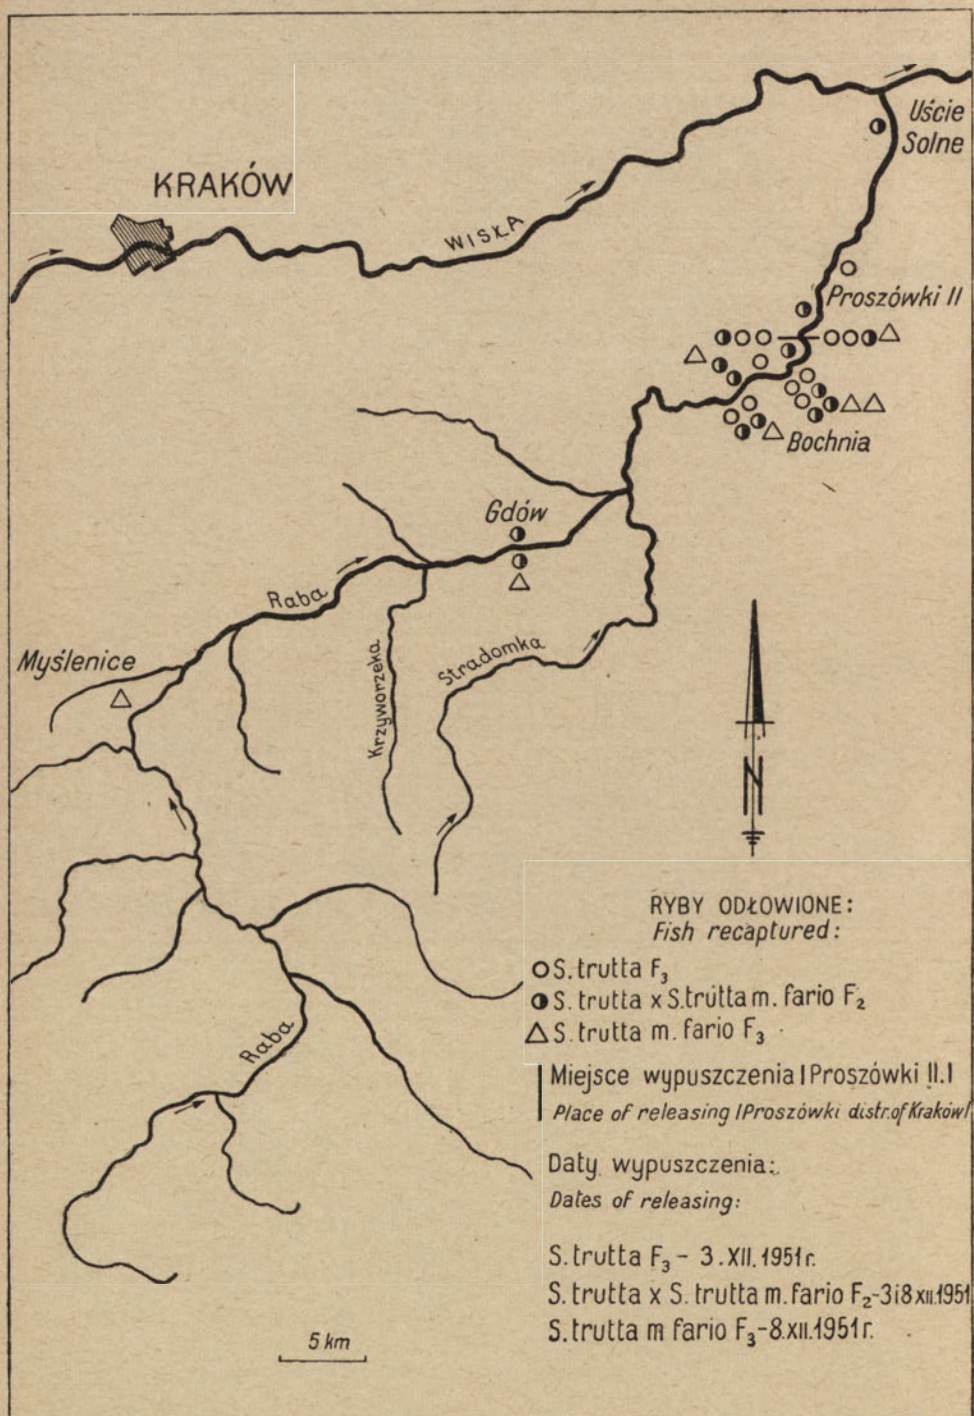 Uście
Solne
KRAKÓW
WISŁA
Proszówki II
Bochnia
Gdów
Raba
Myślenice
Stradomka
Krzyworzeka
N
RYBY ODŁOWIONE:
Fish recaptured:
S. trutta F₃
S. trutta x S. trutta m. fario F₂
S. trutta m. fario F₃
Miejsce wypuszczenia / Proszówki II./
Place of releasing / Proszówki distr. of Kraków/
Raba
Daty wypuszczenia:
Dates of releasing:
S. trutta F₃ - 3. XII. 1951 r.
S. trutta x S. trutta m. fario F₂ - 3 i 8 XII. 1951
S. trutta m fario F₃ - 8. XII. 1951 r.
5 km